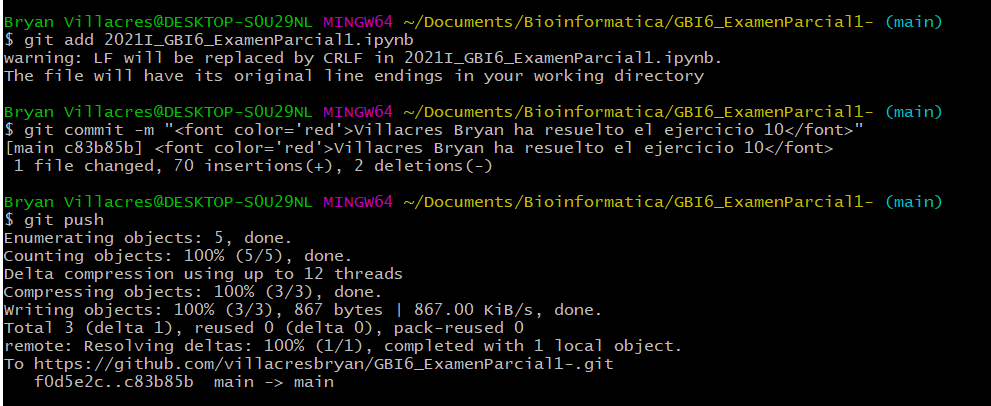 Bryan Villacres@DESKTOP-S0U29NL MINGW64 ~/Documents/Bioinformatica/GBI6_ExamenParcial1- (main)
$ git add 2021I_GBI6_ExamenParcial1.ipynb
warning: LF will be replaced by CRLF in 2021I_GBI6_ExamenParcial1.ipynb.
The file will have its original line endings in your working directory
Bryan Villacres@DESKTOP-S0U29NL MINGW64 ~/Documents/Bioinformatica/GBI6_ExamenParcial1- (main)
$ git commit -m "<font color='red'>Villacres Bryan ha resuelto el ejercicio 10</font>"
[main c83b85b] <font color='red'>Villacres Bryan ha resuelto el ejercicio 10</font>
 1 file changed, 70 insertions(+), 2 deletions(-)
Bryan Villacres@DESKTOP-S0U29NL MINGW64 ~/Documents/Bioinformatica/GBI6_ExamenParcial1- (main)
$ git push
Enumerating objects: 5, done.
Counting objects: 100% (5/5), done.
Delta compression using up to 12 threads
Compressing objects: 100% (3/3), done.
Writing objects: 100% (3/3), 867 bytes | 867.00 KiB/s, done.
Total 3 (delta 1), reused 0 (delta 0), pack-reused 0
remote: Resolving deltas: 100% (1/1), completed with 1 local object.
To https://github.com/villacresbryan/GBI6_ExamenParcial1-.git
   f0d5e2c..c83b85b  main -> main